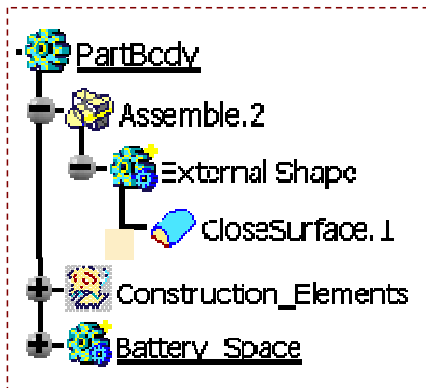 PartBody
Assemble.2
External Shape
CloseSurface.1
Construction_Elements
Battery_Space